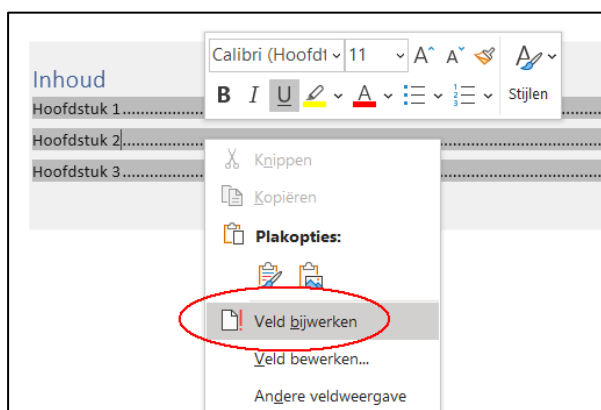 Calibri (Hoofdt 11 A A
B I U A Stijlen
Inhoud
Hoofdstuk 1
Hoofdstuk 2
Hoofdstuk 3
Knippen
Kopiëren
Plakopties:
Veld bijwerken
Veld bewerken...
Andere veldweergave